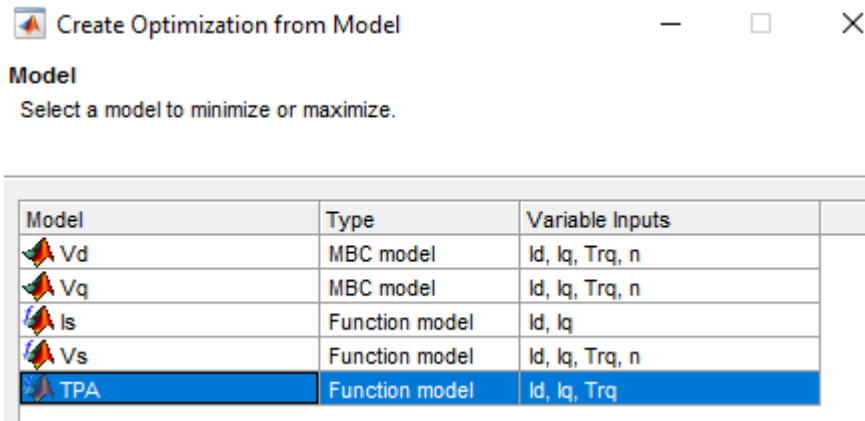 Create Optimization from Model
Model
Select a model to minimize or maximize.
Model Type Variable Inputs
Vd MBC model Id, Iq, Trq, n
Vq MBC model Id, Iq, Trq, n
Is Function model Id, Iq
Vs Function model Id, Iq, Trq, n
TPA Function model Id, Iq, Trq